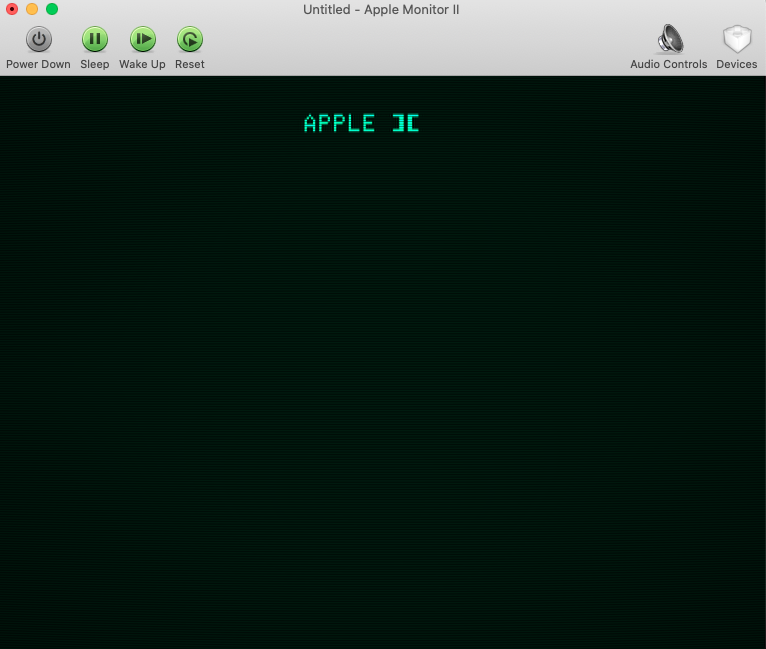 Untitled - Apple Monitor II
Power Down Sleep Wake Up Reset Audio Controls Devices
APPLE ][